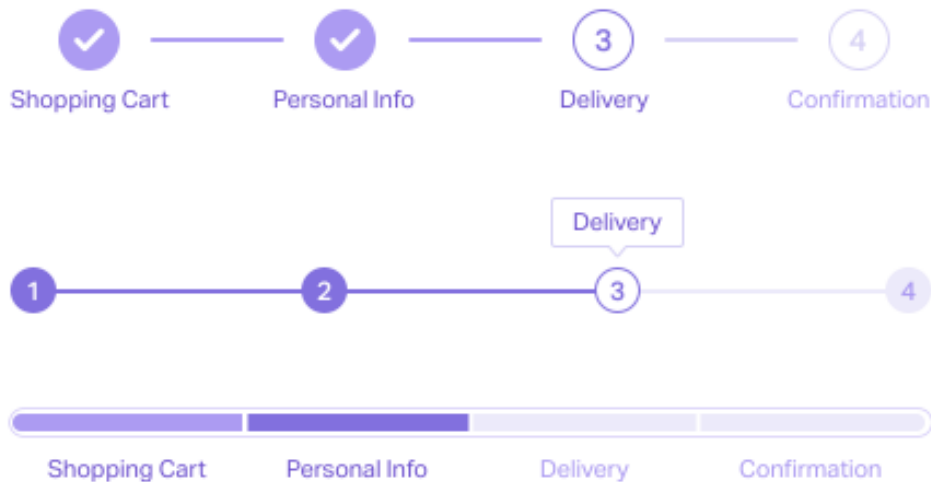 3 4
Shopping Cart Personal Info Delivery Confirmation
Delivery
1 2 3 4
Shopping Cart Personal Info Delivery Confirmation